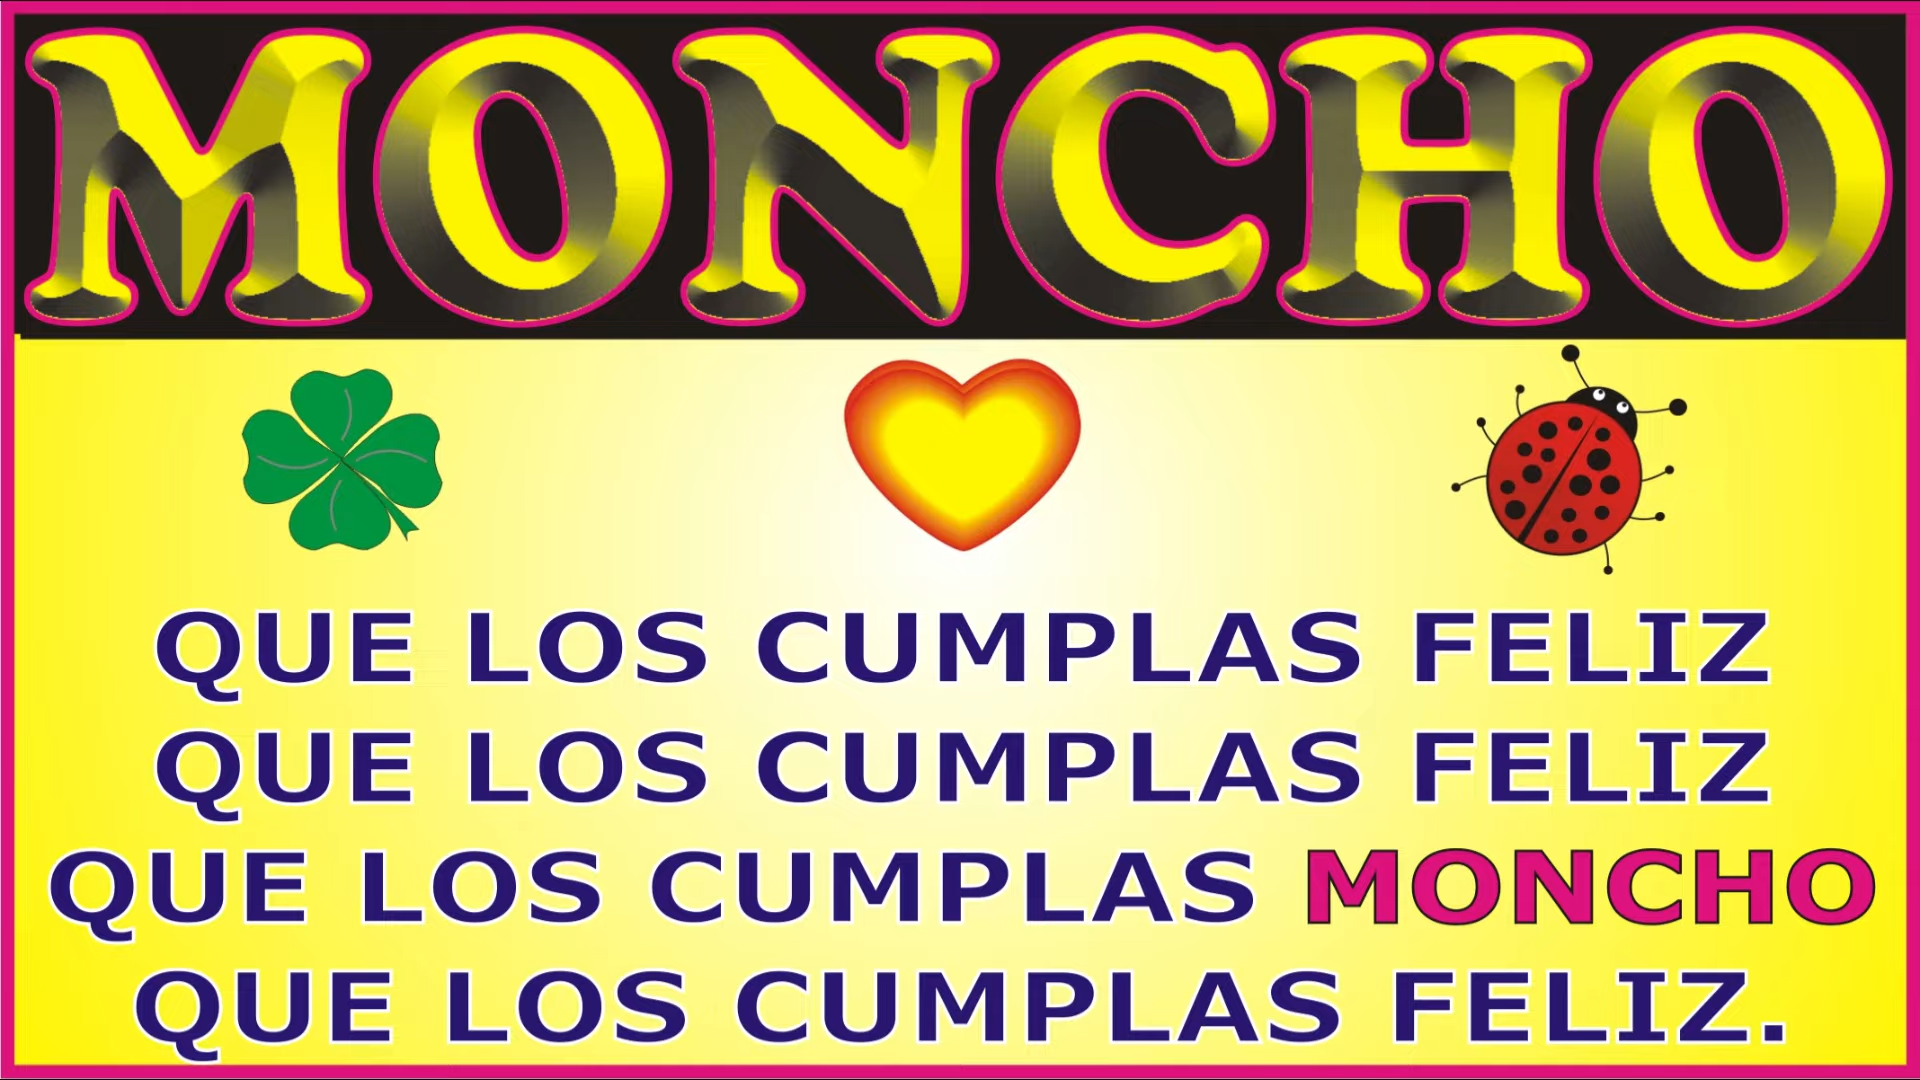 MONCHO
QUE LOS CUMPLAS FELIZ
QUE LOS CUMPLAS FELIZ
QUE LOS CUMPLAS MONCHO
QUE LOS CUMPLAS FELIZ.